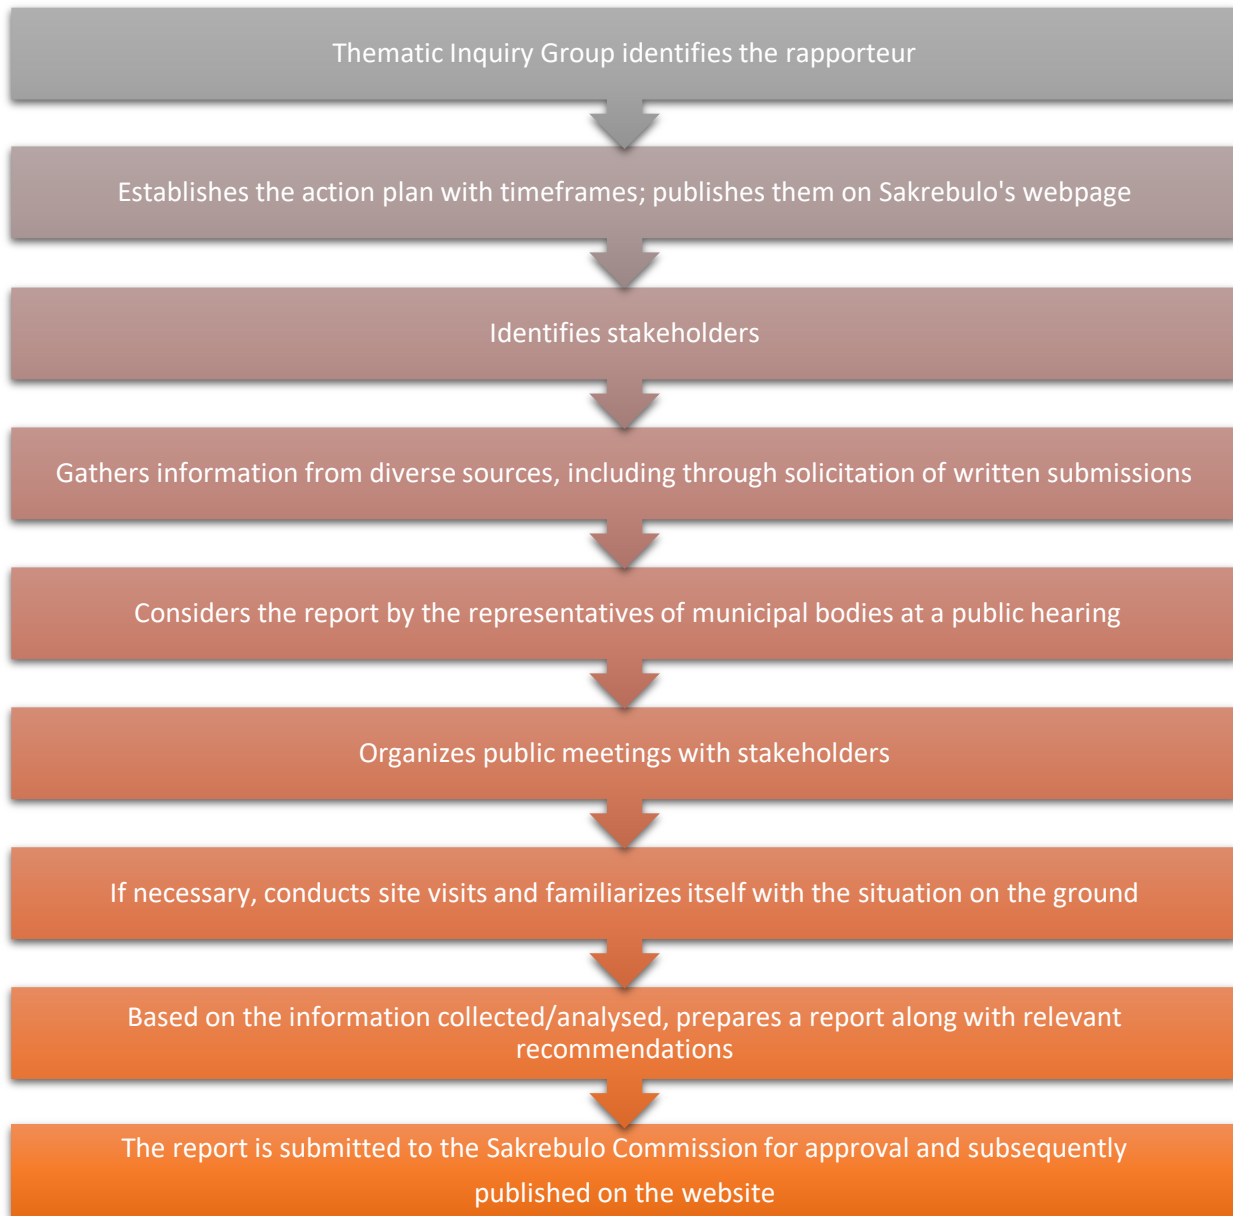 Thematic Inquiry Group identifies the rapporteur
Establishes the action plan with timeframes; publishes them on Sakrebulo's webpage
Identifies stakeholders
Gathers information from diverse sources, including through solicitation of written submissions
Considers the report by the representatives of municipal bodies at a public hearing
Organizes public meetings with stakeholders
If necessary, conducts site visits and familiarizes itself with the situation on the ground
Based on the information collected/analysed, prepares a report along with relevant
recommendations
The report is submitted to the Sakrebulo Commission for approval and subsequently
published on the website